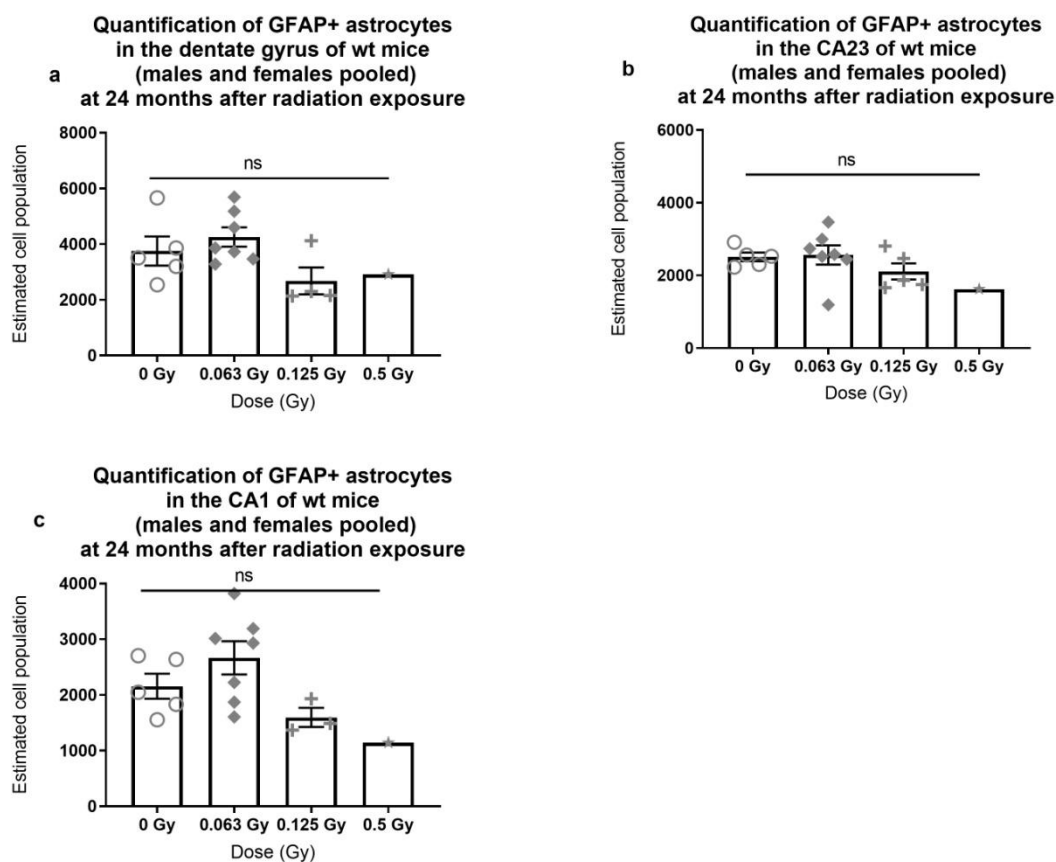 a
Quantification of GFAP+ astrocytes
in the dentate gyrus of wt mice
(males and females pooled)
at 24 months after radiation exposure
ns
Estimated cell population
8000
6000
4000
2000
0
0 Gy 0.063 Gy 0.125 Gy 0.5 Gy
Dose (Gy)
b
Quantification of GFAP+ astrocytes
in the CA23 of wt mice
(males and females pooled)
at 24 months after radiation exposure
ns
Estimated cell population
6000
4000
2000
0
0 Gy 0.063 Gy 0.125 Gy 0.5 Gy
Dose (Gy)
c
Quantification of GFAP+ astrocytes
in the CA1 of wt mice
(males and females pooled)
at 24 months after radiation exposure
ns
Estimated cell population
4000
3000
2000
1000
0
0 Gy 0.063 Gy 0.125 Gy 0.5 Gy
Dose (Gy)